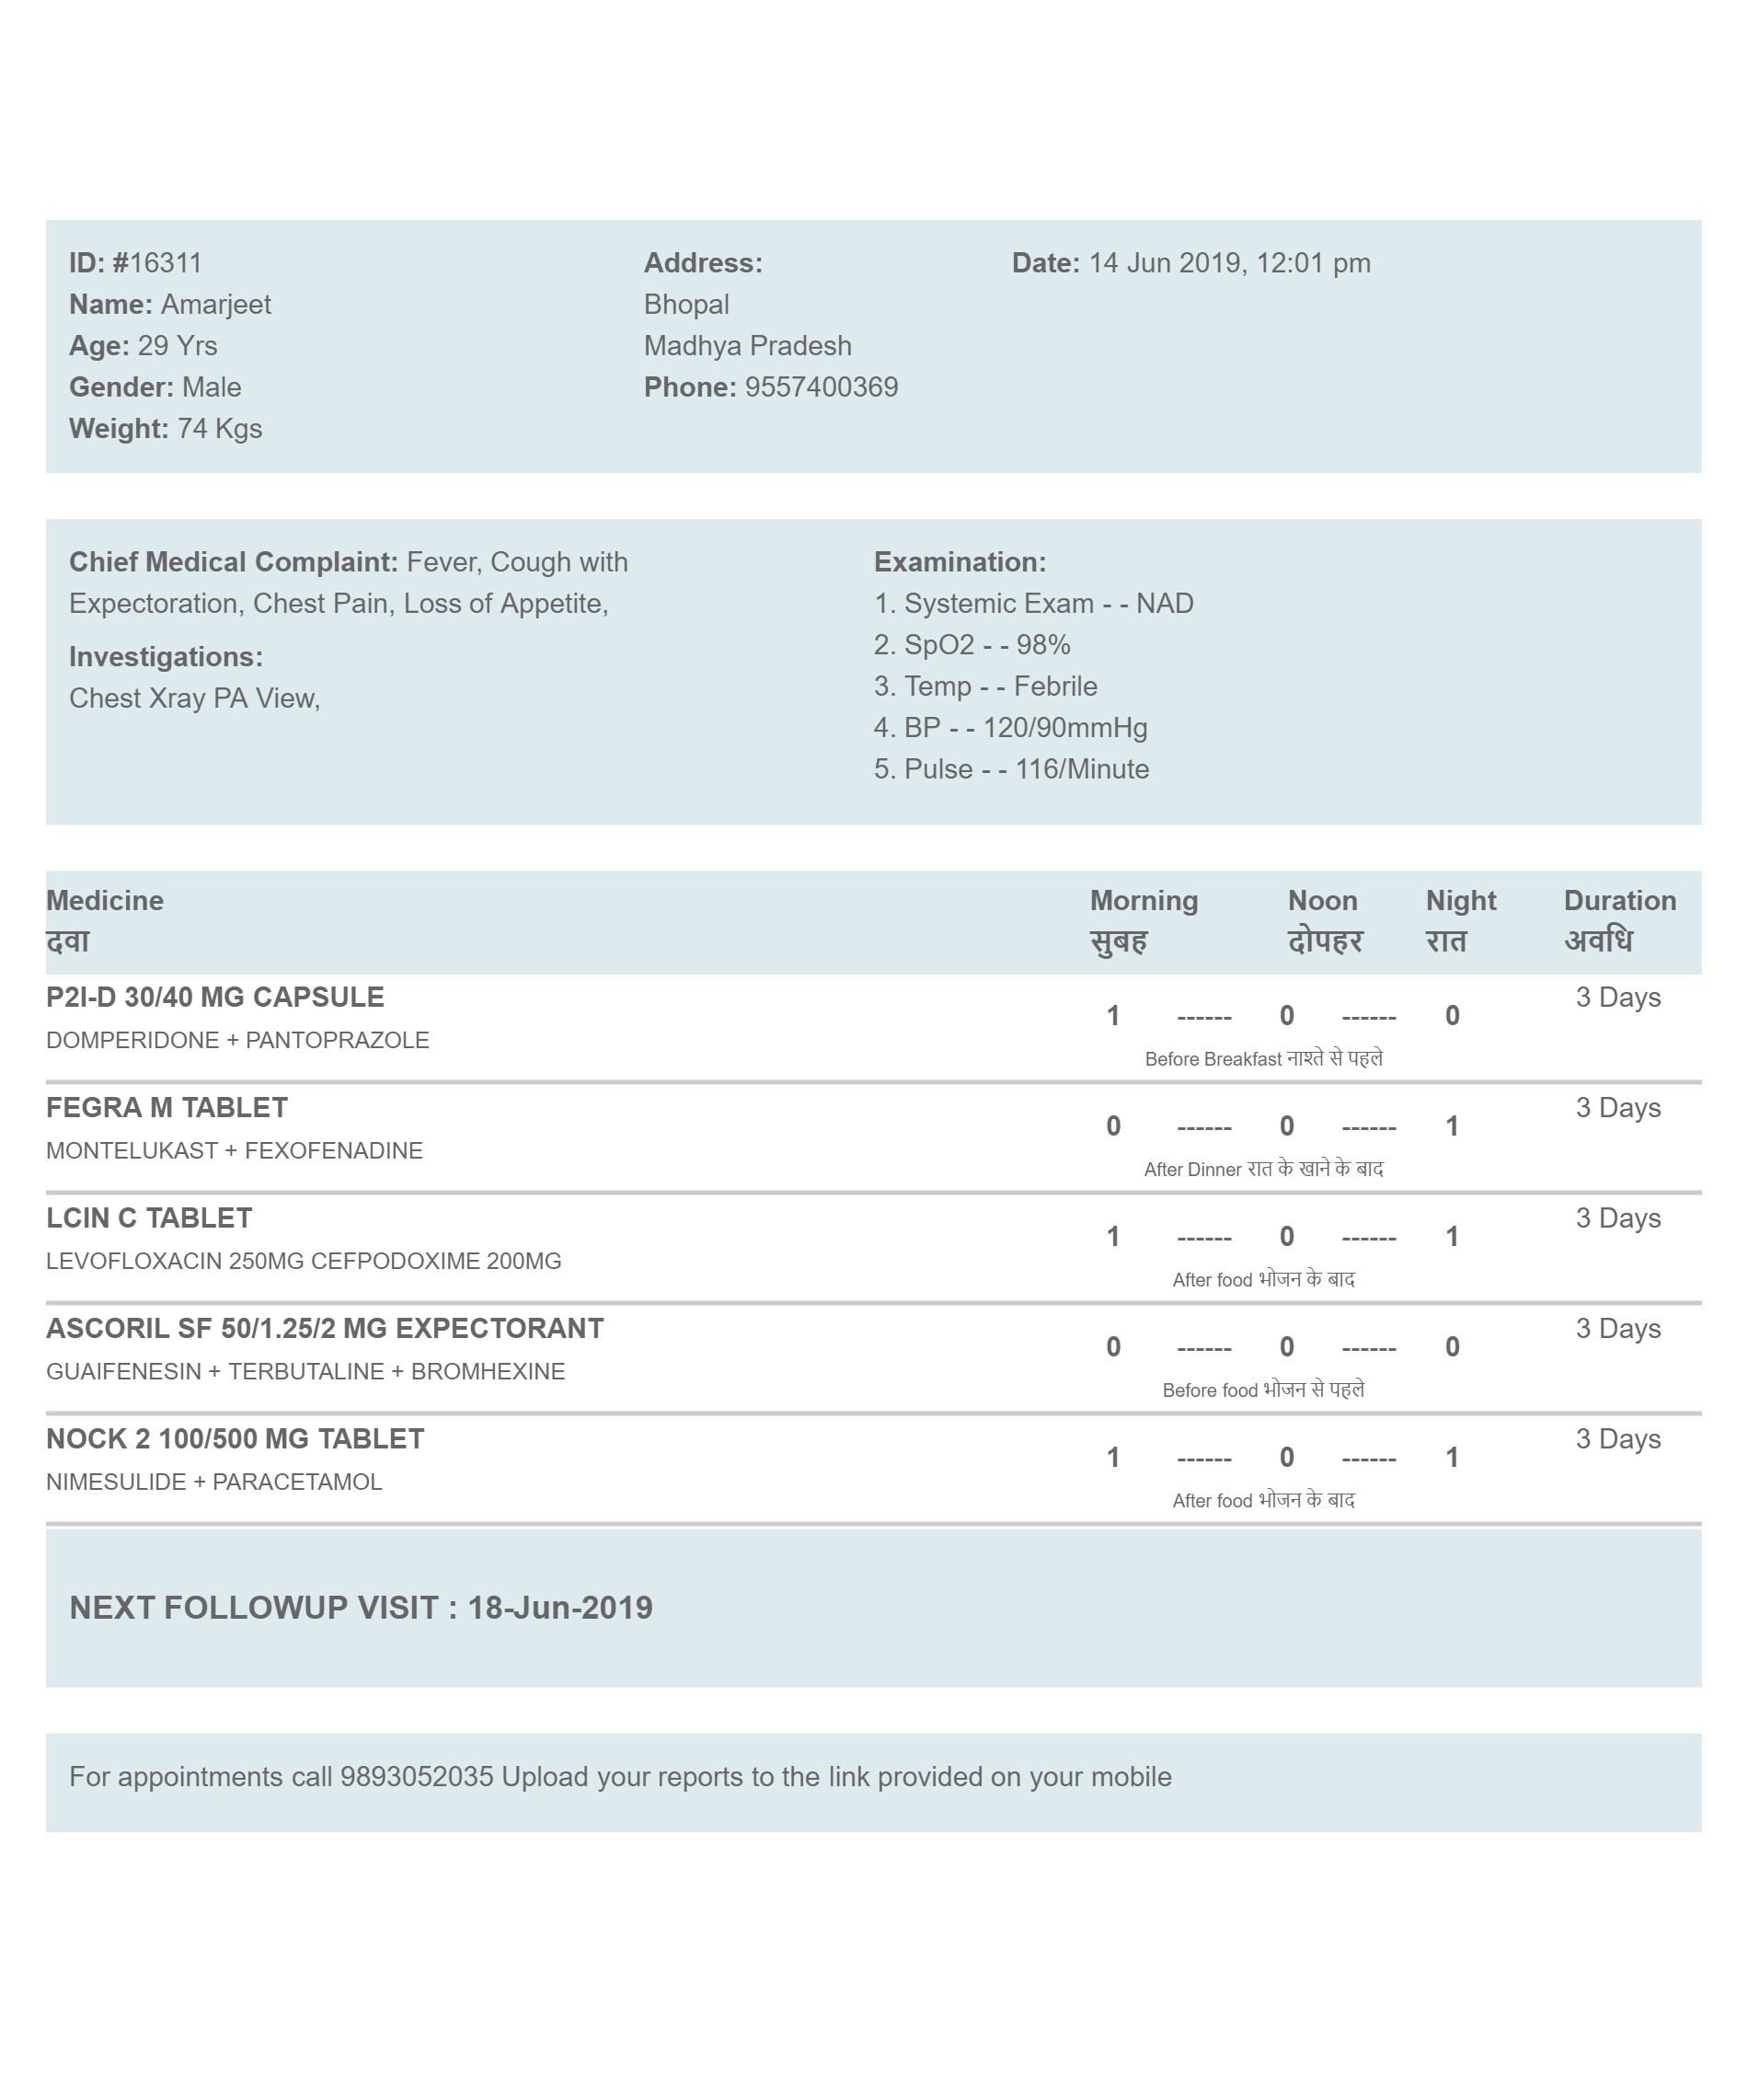 ID: #16311
Name: Amarjeet
Age: 29 Yrs
Gender: Male
Weight: 74 Kgs
Address:
Bhopal
Madhya Pradesh
Phone: 9557400369
Date: 14 Jun 2019, 12:01 pm
Chief Medical Complaint: Fever, Cough with
Expectoration, Chest Pain, Loss of Appetite,
Investigations:
Chest Xray PA View,
Examination:
1. Systemic Exam - - NAD
2. SpO2 - - 98%
3. Temp - - Febrile
4. BP - - 120/90mmHg
5. Pulse - - 116/Minute
Medicine Morning Noon Night Duration
दवा सुबह दोपहर रात अवधि
P2I-D 30/40 MG CAPSULE 3 Days
1 ------ 0 ------ 0
DOMPERIDONE + PANTOPRAZOLE
Before Breakfast नाश्ते से पहले
FEGRA M TABLET 3 Days
0 ------ 0 ------ 1
MONTELUKAST + FEXOFENADINE
After Dinner रात के खाने के बाद
LCIN C TABLET 3 Days
1 ------ 0 ------ 1
LEVOFLOXACIN 250MG CEFPODOXIME 200MG
After food भोजन के बाद
ASCORIL SF 50/1.25/2 MG EXPECTORANT 3 Days
0 ------ 0 ------ 0
GUAIFENESIN + TERBUTALINE + BROMHEXINE
Before food भोजन से पहले
NOCK 2 100/500 MG TABLET 3 Days
1 ------ 0 ------ 1
NIMESULIDE + PARACETAMOL
After food भोजन के बाद
NEXT FOLLOWUP VISIT : 18-Jun-2019
For appointments call 9893052035 Upload your reports to the link provided on your mobile